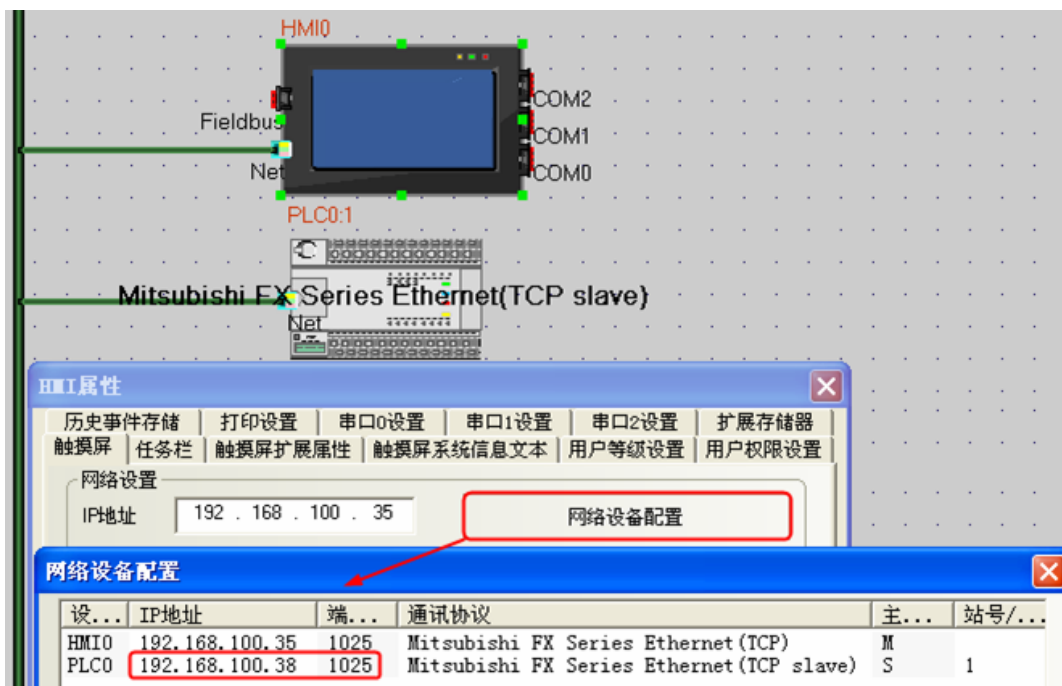 HMI0
COM2
Fieldbus
COM1
Net
COM0
PLC0:1
Mitsubishi FX Series Ethernet(TCP slave)
Net
HMI属性
历史事件存储 打印设置 串口0设置 串口1设置 串口2设置 扩展存储器
触摸屏 任务栏 触摸屏扩展属性 触摸屏系统信息文本 用户等级设置 用户权限设置
网络设置
IP地址 192 . 168 . 100 . 35 网络设备配置
网络设备配置
设... IP地址 端... 通讯协议 主... 站号/...
HMI0 192.168.100.35 1025 Mitsubishi FX Series Ethernet(TCP) M
PLC0 192.168.100.38 1025 Mitsubishi FX Series Ethernet(TCP slave) S 1